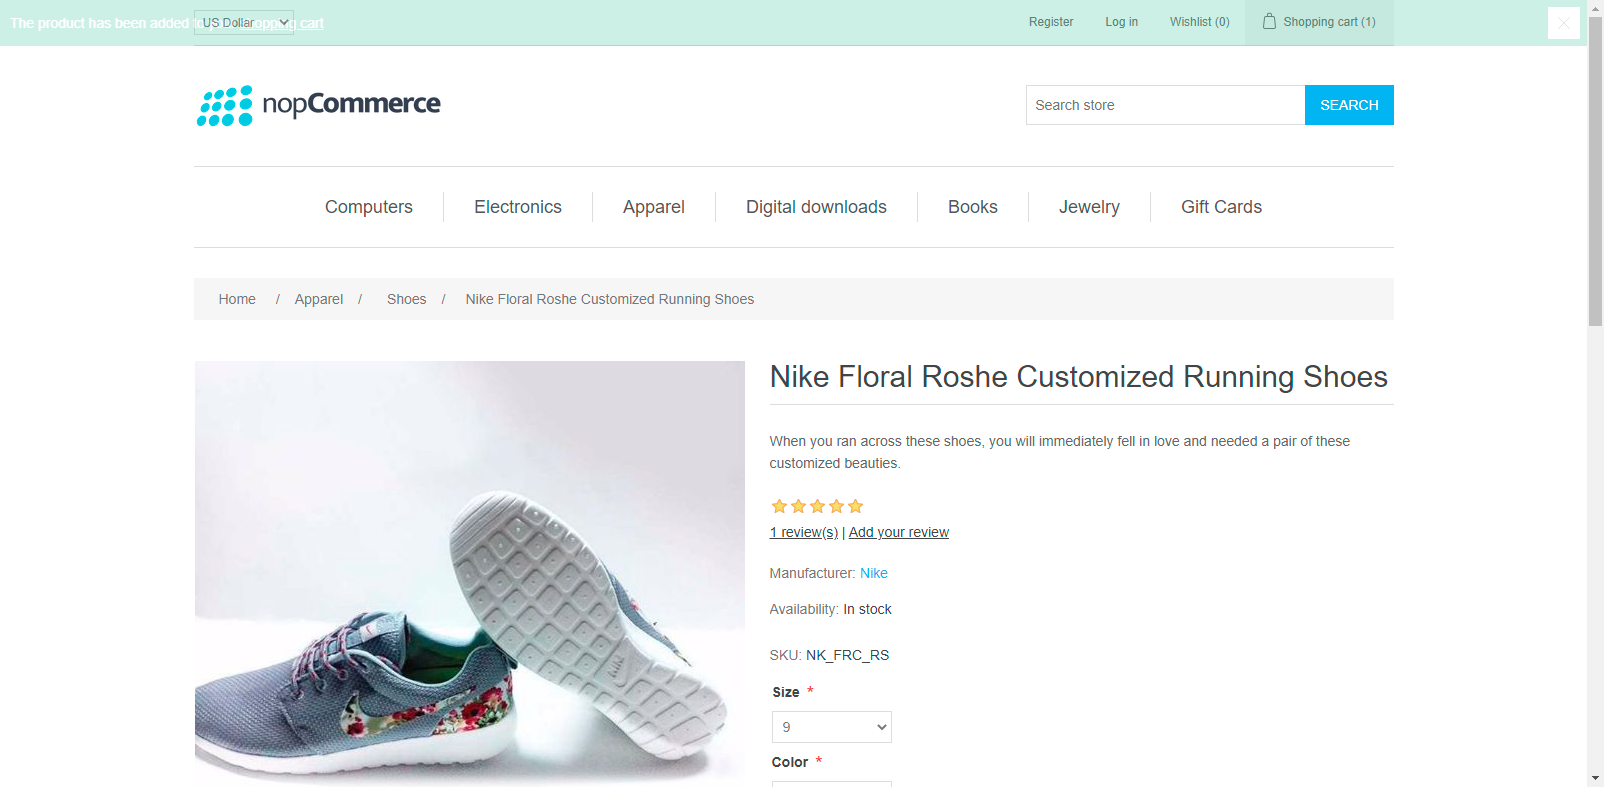 The product has been added to your shopping cart
US Dollar
Register
Log in
Wishlist (0)
Shopping cart (1)
nopCommerce
Search store
SEARCH
Computers
Electronics
Apparel
Digital downloads
Books
Jewelry
Gift Cards
Home / Apparel / Shoes / Nike Floral Roshe Customized Running Shoes
Nike Floral Roshe Customized Running Shoes
When you ran across these shoes, you will immediately fell in love and needed a pair of these
customized beauties.
1 review(s) | Add your review
Manufacturer: Nike
Availability: In stock
SKU: NK_FRC_RS
Size *
9
Color *